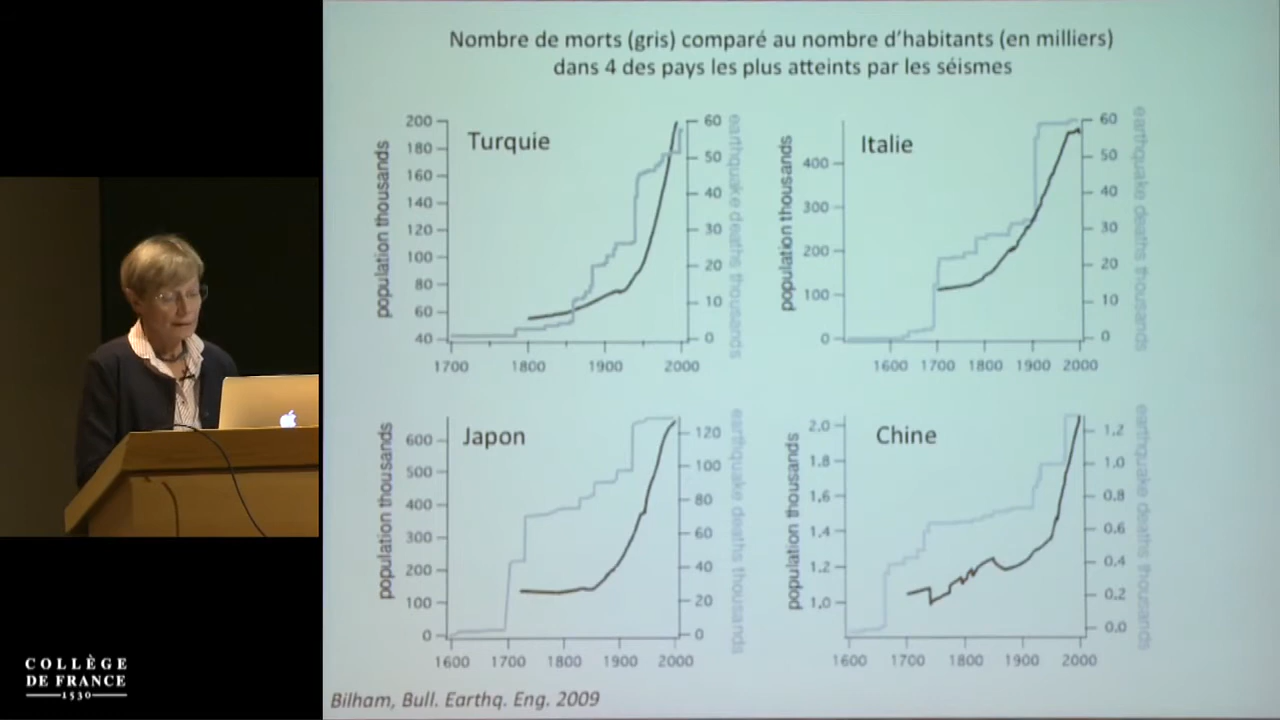 Nombre de morts (gris) comparé au nombre d'habitants (en milliers)
dans 4 des pays les plus atteints par les séismes
Turquie
population thousands
200
180
160
140
120
100
80
60
40
60
50
40
30
20
10
0
earthquake deaths thousands
1700 1800 1900 2000
Italie
population thousands
400
300
200
100
0
60
50
40
30
20
10
0
earthquake deaths thousands
1600 1700 1800 1900 2000
Japon
population thousands
600
500
400
300
200
100
0
120
100
80
60
40
20
0
earthquake deaths thousands
1600 1700 1800 1900 2000
Chine
population thousands
2.0
1.8
1.6
1.4
1.2
1.0
1.2
1.0
0.8
0.6
0.4
0.2
0.0
earthquake deaths thousands
1600 1700 1800 1900 2000
Bilham, Bull. Earthq. Eng. 2009
COLLÈGE
DE FRANCE
1530